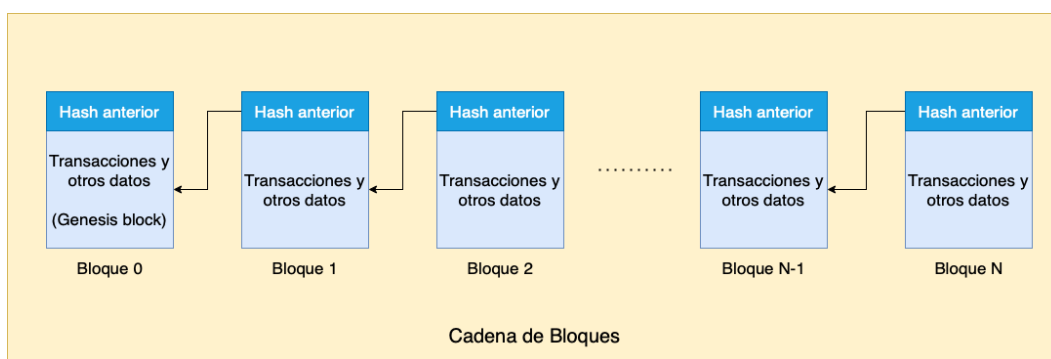 Hash anterior
Transacciones y
otros datos
(Genesis block)
Bloque 0
Hash anterior
Transacciones y
otros datos
Bloque 1
Hash anterior
Transacciones y
otros datos
Bloque 2
..........
Hash anterior
Transacciones y
otros datos
Bloque N-1
Hash anterior
Transacciones y
otros datos
Bloque N
Cadena de Bloques